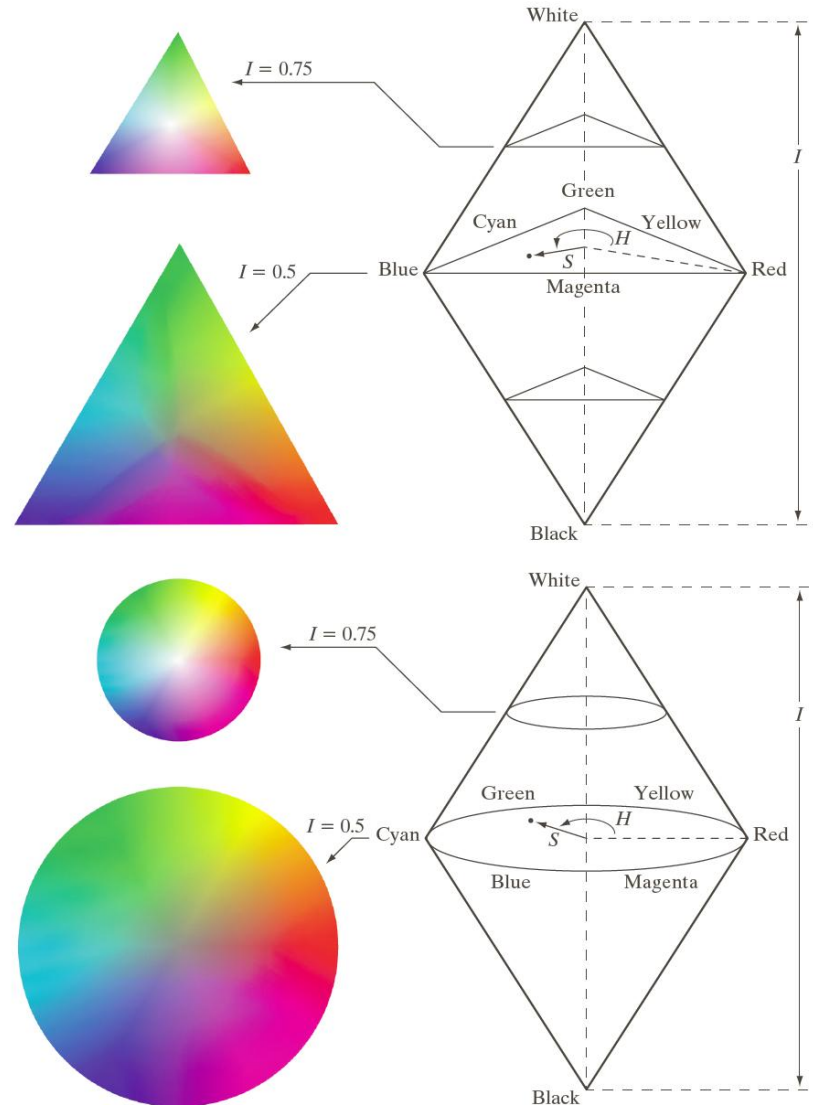 White
I = 0.75
I
Green
Cyan
Yellow
H
I = 0.5
Blue
S
Red
Magenta
Black
White
I = 0.75
I
Green
Yellow
I = 0.5
Cyan
H
S
Red
Blue
Magenta
Black